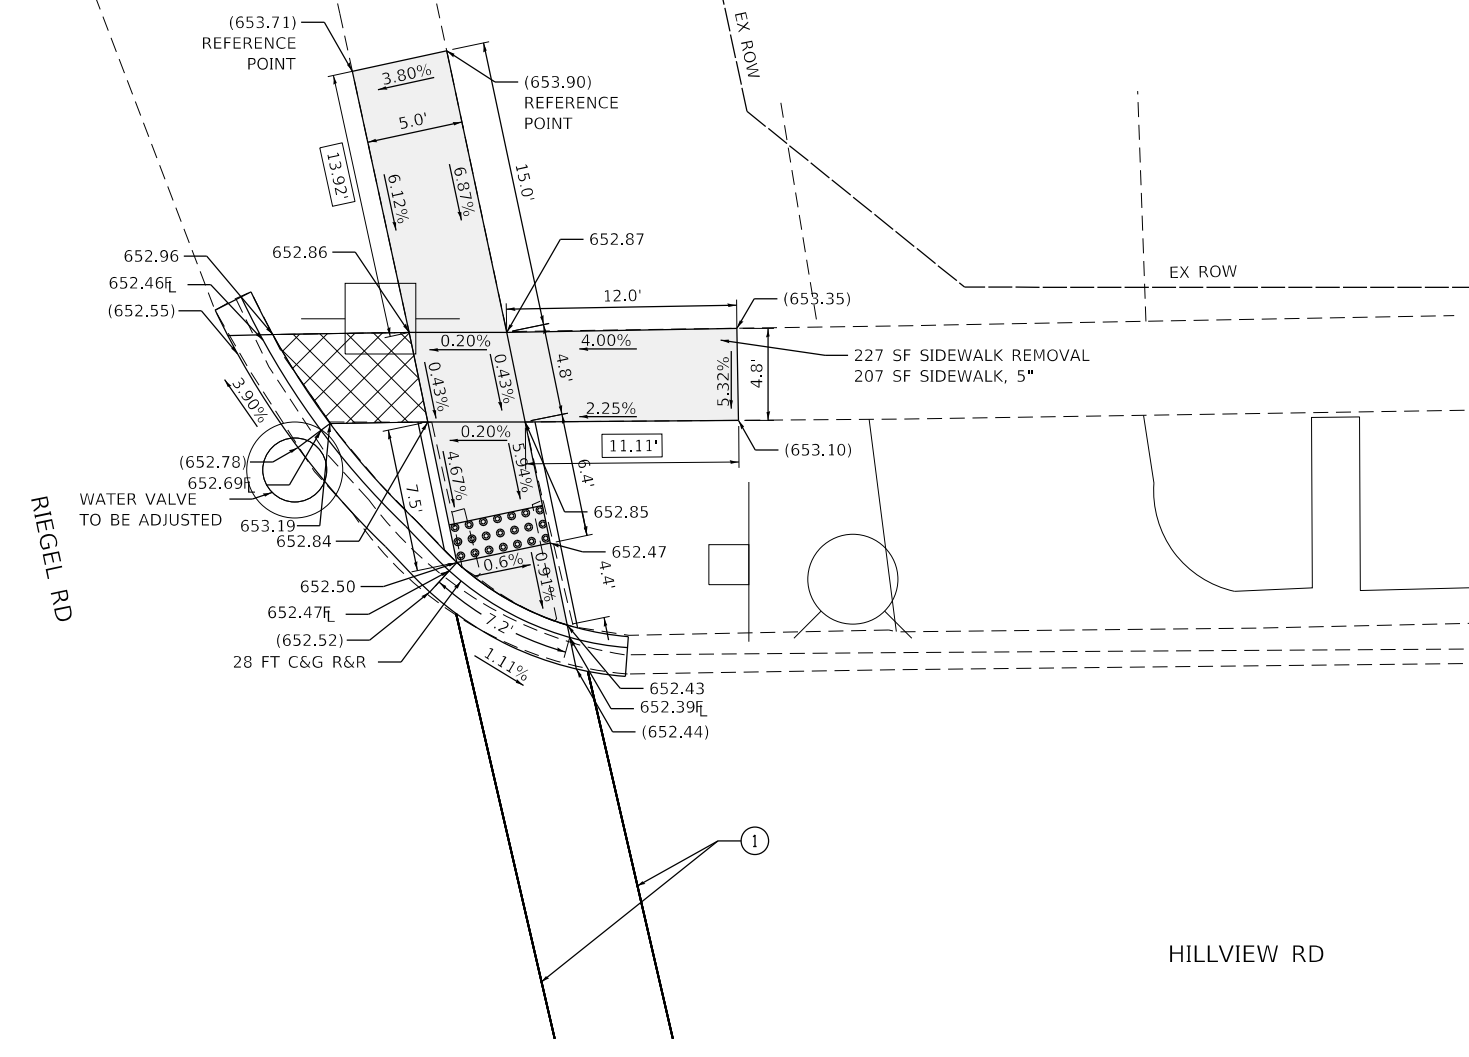 (653.71)
REFERENCE
POINT
3.80%
(653.90)
REFERENCE
POINT
EX ROW
5.0'
13.92'
6.12%
6.87%
15.0'
652.96
652.46FL
(652.55)
652.86
652.87
EX ROW
12.0'
(653.35)
0.20%
4.00%
227 SF SIDEWALK REMOVAL
207 SF SIDEWALK, 5"
3.90%
0.43%
0.43%
4.8'
5.32%
4.8'
2.25%
0.20%
11.11'
(653.10)
(652.78)
652.69FL
WATER VALVE
TO BE ADJUSTED
653.19
652.84
7.5'
4.67%
5.94%
6.4'
652.85
652.47
RIEGEL RD
652.50
652.47FL
(652.52)
28 FT C&G R&R
0.6%
0.91%
4.4'
7.2'
1.11%
652.43
652.39FL
(652.44)
1
HILLVIEW RD